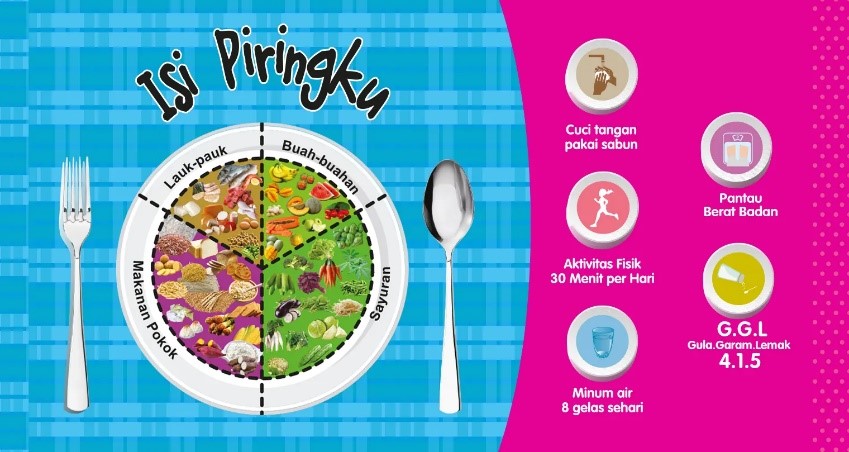 Isi Piringku
Lauk-pauk
Buah-buahan
Makanan Pokok
Sayuran
Cuci tangan
pakai sabun
Aktivitas Fisik
30 Menit per Hari
Minum air
8 gelas sehari
Pantau
Berat Badan
G.G.L
Gula.Garam.Lemak
4.1.5